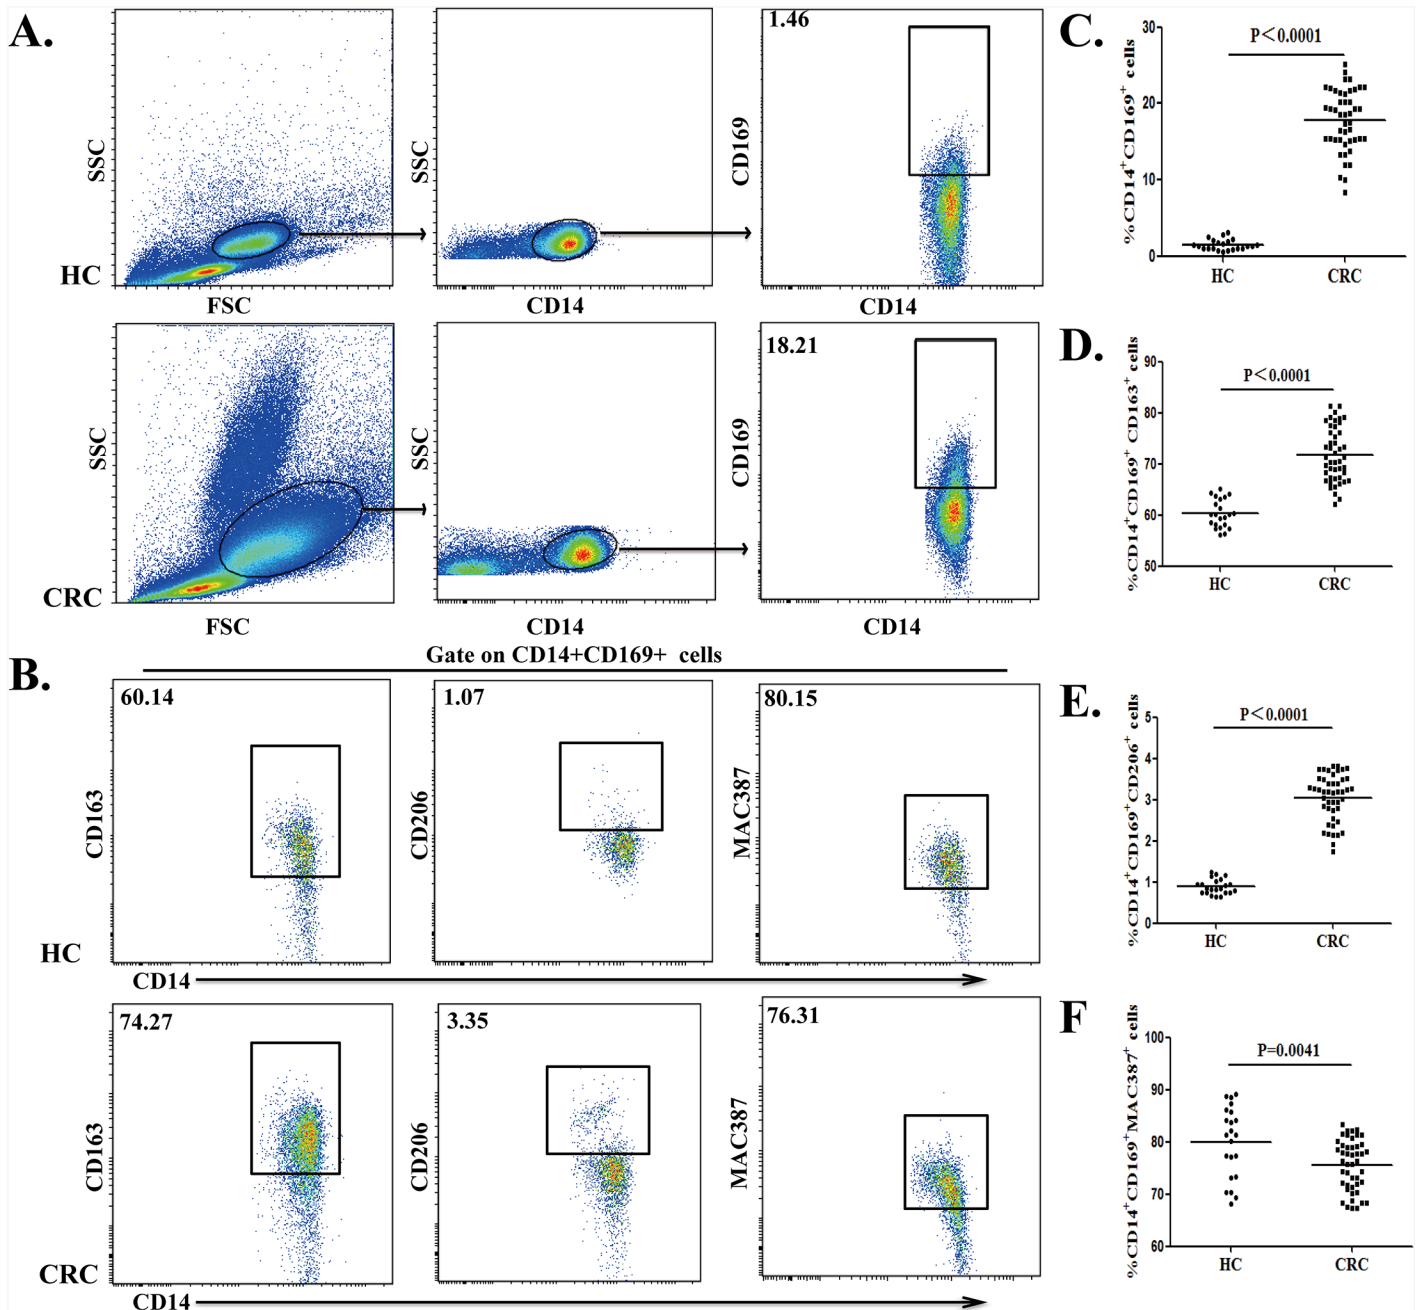 A.
SSC
HC
FSC
SSC
CD14
1.46
CD169
CD14
SSC
CRC
FSC
SSC
CD14
18.21
CD169
CD14
B.
Gate on CD14+CD169+ cells
60.14
CD163
1.07
CD206
80.15
MAC387
HC
CD14
74.27
CD163
3.35
CD206
76.31
MAC387
CRC
CD14
C.
%CD14⁺CD169⁺ cells
P<0.0001
30
20
10
0
HC
CRC
D.
%CD14⁺CD169⁺ CD163⁺ cells
P<0.0001
90
80
70
60
50
HC
CRC
E.
%CD14⁺CD169⁺CD206⁺ cells
P<0.0001
5
4
3
2
1
0
HC
CRC
F
%CD14⁺CD169⁺MAC387⁺ cells
P=0.0041
100
90
80
70
60
HC
CRC